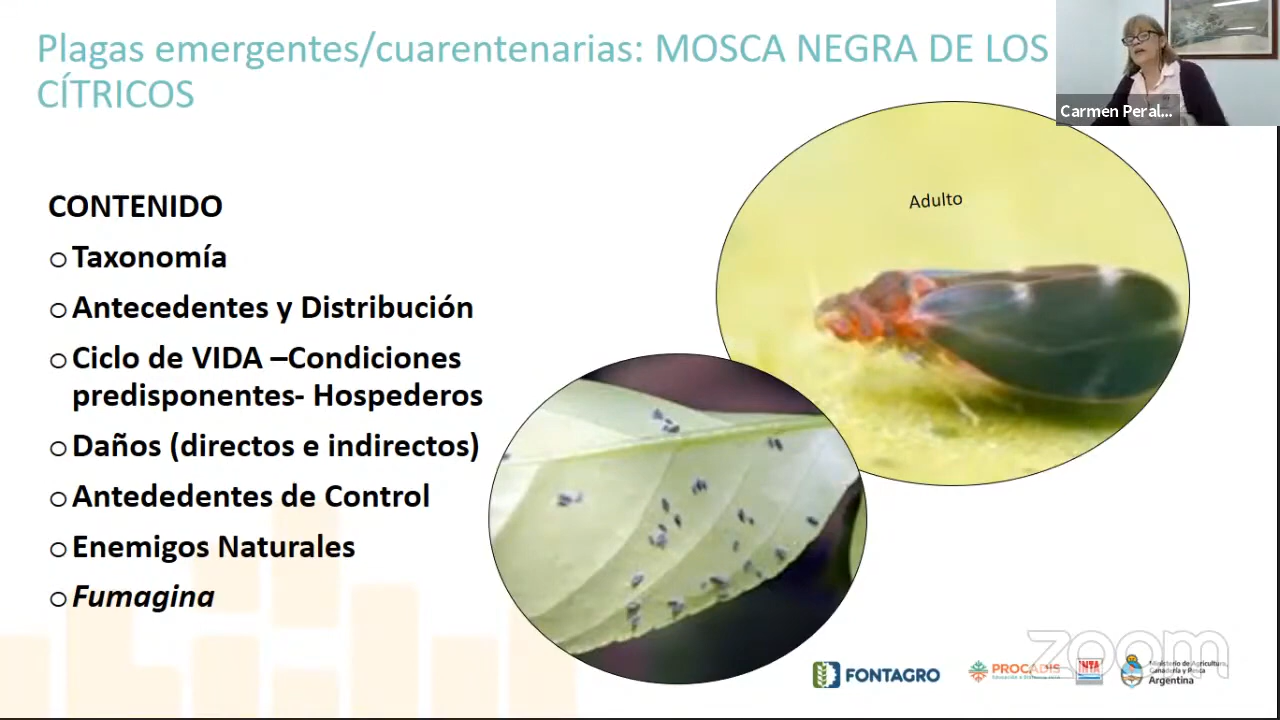 Plagas emergentes/cuarentenarias: MOSCA NEGRA DE LOS
CÍTRICOS
Carmen Peral...
Adulto
CONTENIDO
Taxonomía
Antecedentes y Distribución
Ciclo de VIDA –Condiciones
predisponentes- Hospederos
Daños (directos e indirectos)
Antededentes de Control
Enemigos Naturales
Fumagina
zoom
FONTAGRO
PROCADIS
INTA
Ministerio de Agricultura,
Ganadería y Pesca
Argentina